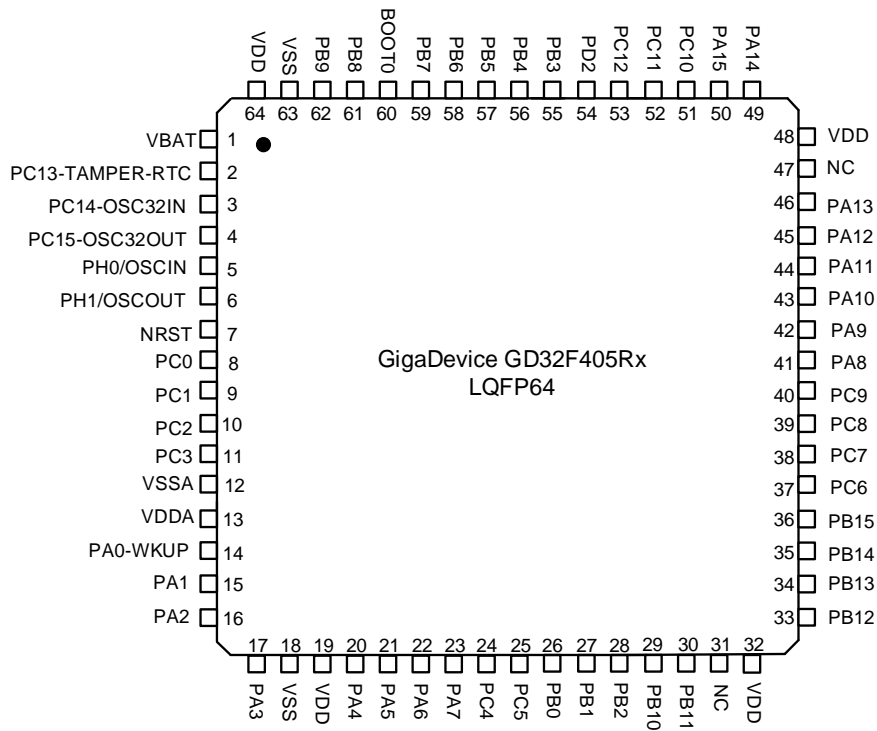 VDD VSS PB9 PB8 BOOT0 PB7 PB6 PB5 PB4 PB3 PD2 PC12 PC11 PC10 PA15 PA14
64 63 62 61 60 59 58 57 56 55 54 53 52 51 50 49
VBAT 1
PC13-TAMPER-RTC 2
PC14-OSC32IN 3
PC15-OSC32OUT 4
PH0/OSCIN 5
PH1/OSCOUT 6
NRST 7
PC0 8
PC1 9
PC2 10
PC3 11
VSSA 12
VDDA 13
PA0-WKUP 14
PA1 15
PA2 16
GigaDevice GD32F405Rx
LQFP64
48 VDD
47 NC
46 PA13
45 PA12
44 PA11
43 PA10
42 PA9
41 PA8
40 PC9
39 PC8
38 PC7
37 PC6
36 PB15
35 PB14
34 PB13
33 PB12
17 18 19 20 21 22 23 24 25 26 27 28 29 30 31 32
PA3 VSS VDD PA4 PA5 PA6 PA7 PC4 PC5 PB0 PB1 PB2 PB10 PB11 NC VDD